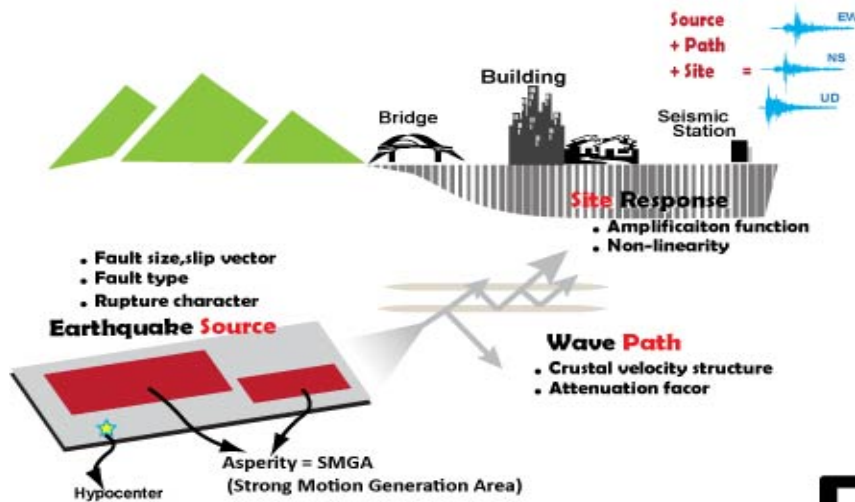 Source
+ Path
+ Site =
EW
NS
UD
Building
Bridge
Seismic
Station
Site Response
• Amplificaiton function
• Non-linearity
• Fault size,slip vector
• Fault type
• Rupture character
Earthquake Source
Wave Path
• Crustal velocity structure
• Attenuation facor
Asperity = SMGA
(Strong Motion Generation Area)
Hypocenter